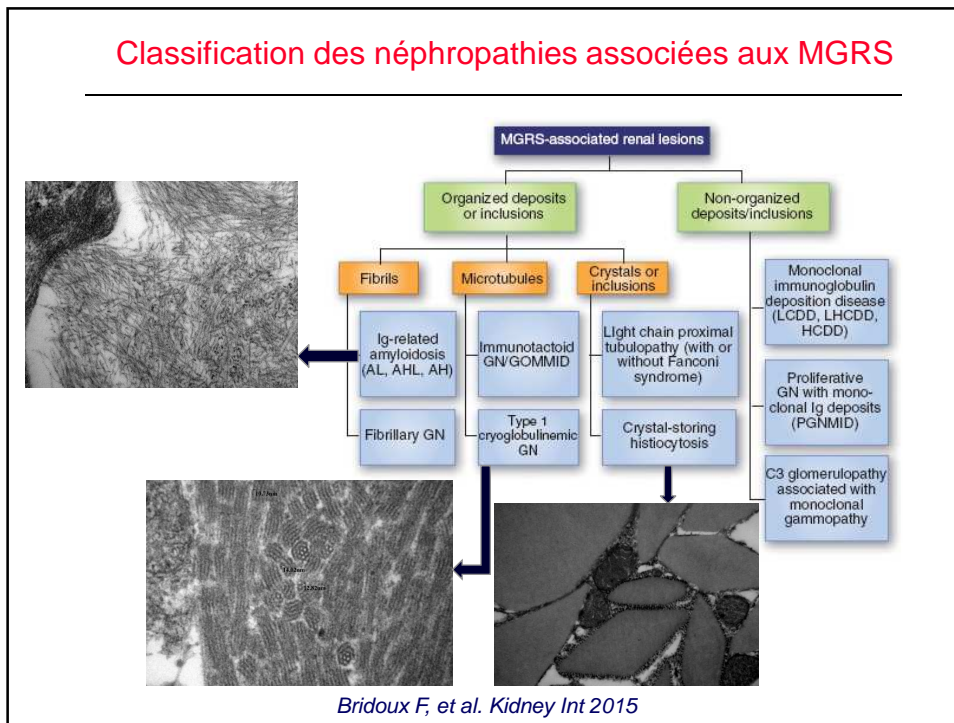 Classification des néphropathies associées aux MGRS
MGRS-associated renal lesions
Organized deposits
or inclusions
Non-organized
deposits/inclusions
Fibrils
Microtubules
Crystals or
inclusions
Ig-related
amyloidosis
(AL, AHL, AH)
Fibrillary GN
Immunotactoid
GN/GOMMID
Type 1
cryoglobulinemic
GN
LIght chain proximal
tubulopathy (with or
without Fanconi
syndrome)
Crystal-storing
histiocytosis
Monoclonal
immunoglobulin
deposition disease
(LCDD, LHCDD,
HCDD)
Proliferative
GN with mono-
clonal Ig deposits
(PGNMID)
C3 glomerulopathy
associated with
monoclonal
gammopathy
Bridoux F, et al. Kidney Int 2015